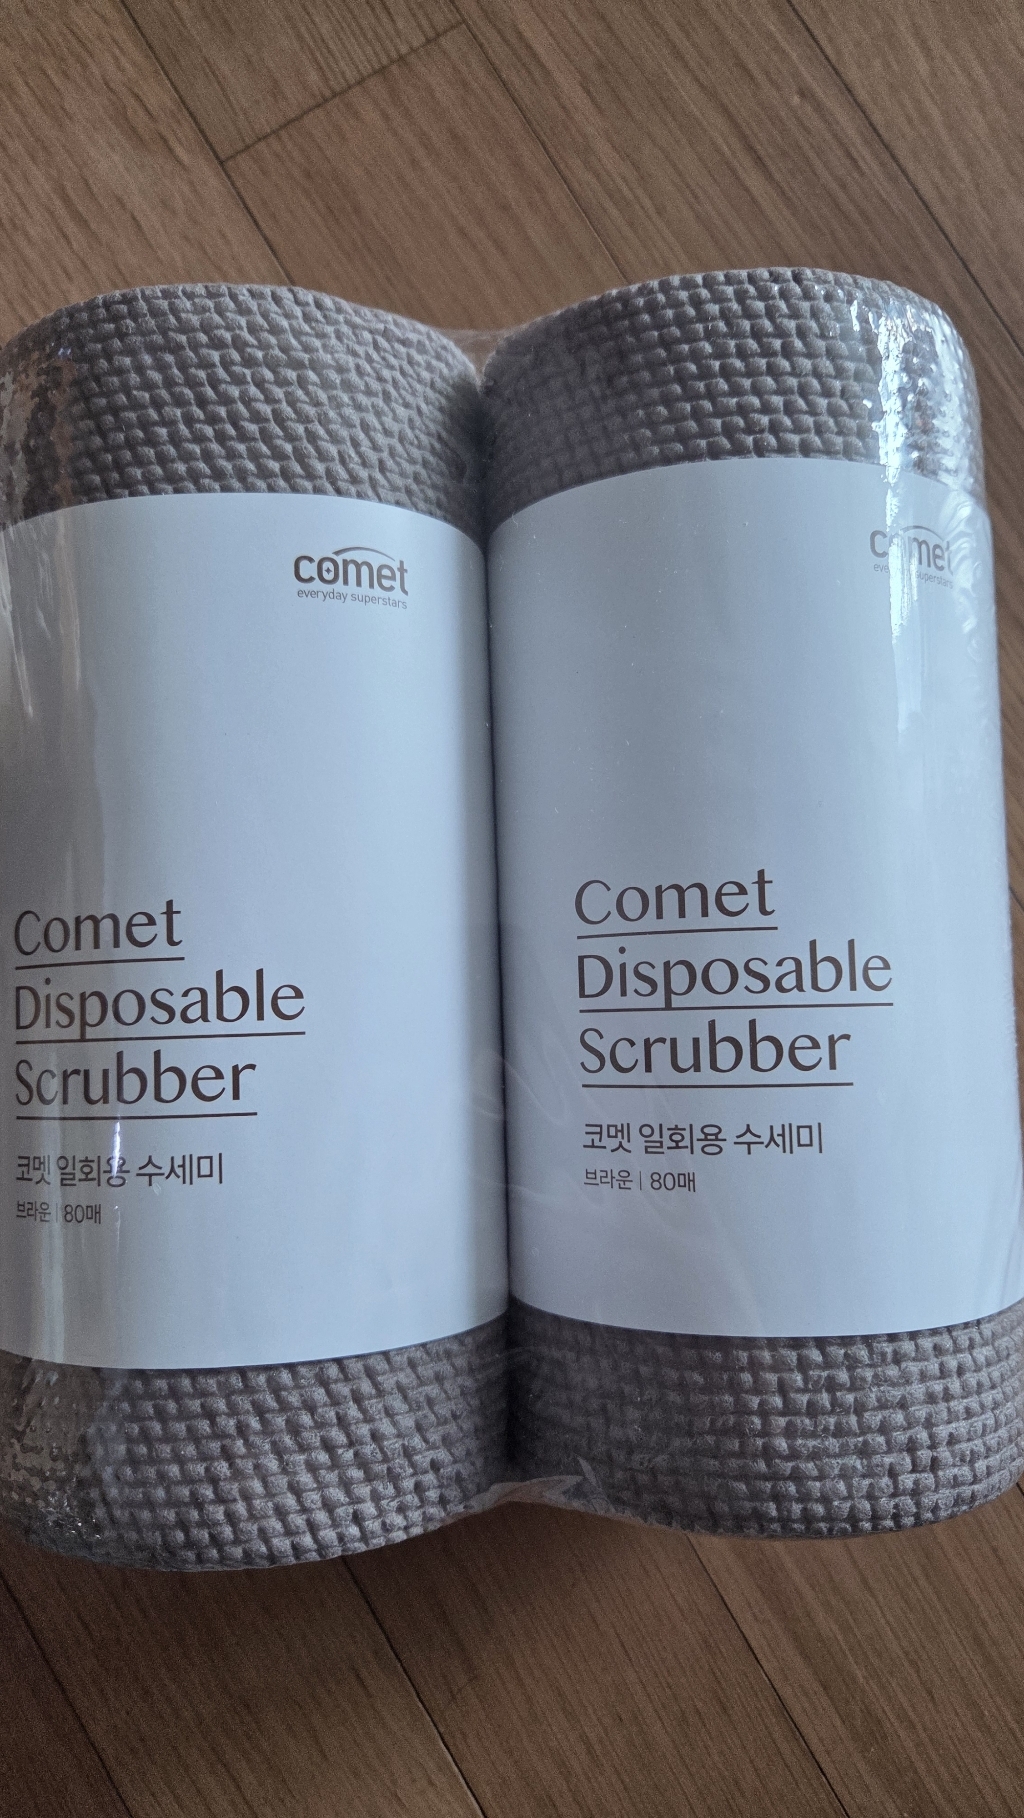 comet
everyday superstars
Comet
Disposable
Scrubber
코멧 일회용 수세미
브라운 | 80매
comet
everyday superstars
Comet
Disposable
Scrubber
코멧 일회용 수세미
브라운 | 80매